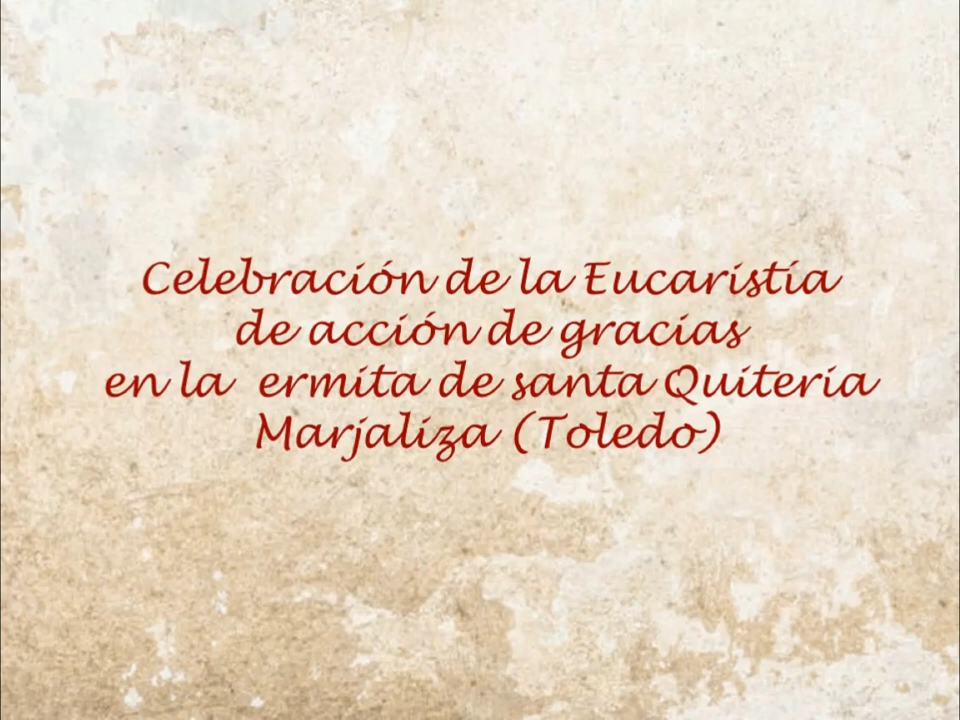 Celebración de la Eucaristía
de acción de gracias
en la ermita de santa Quiteria
Marjaliza (Toledo)